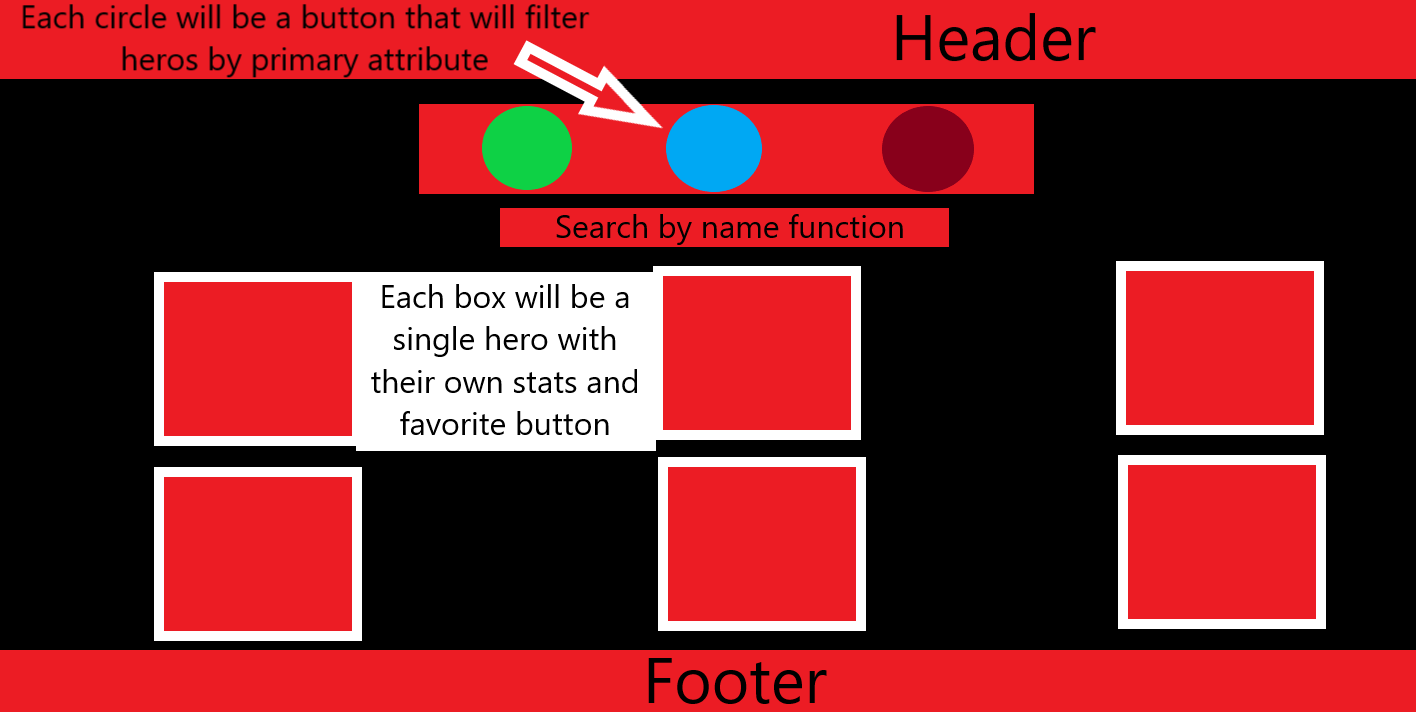 Each circle will be a button that will filter
heros by primary attribute
Header
Search by name function
Each box will be a
single hero with
their own stats and
favorite button
Footer